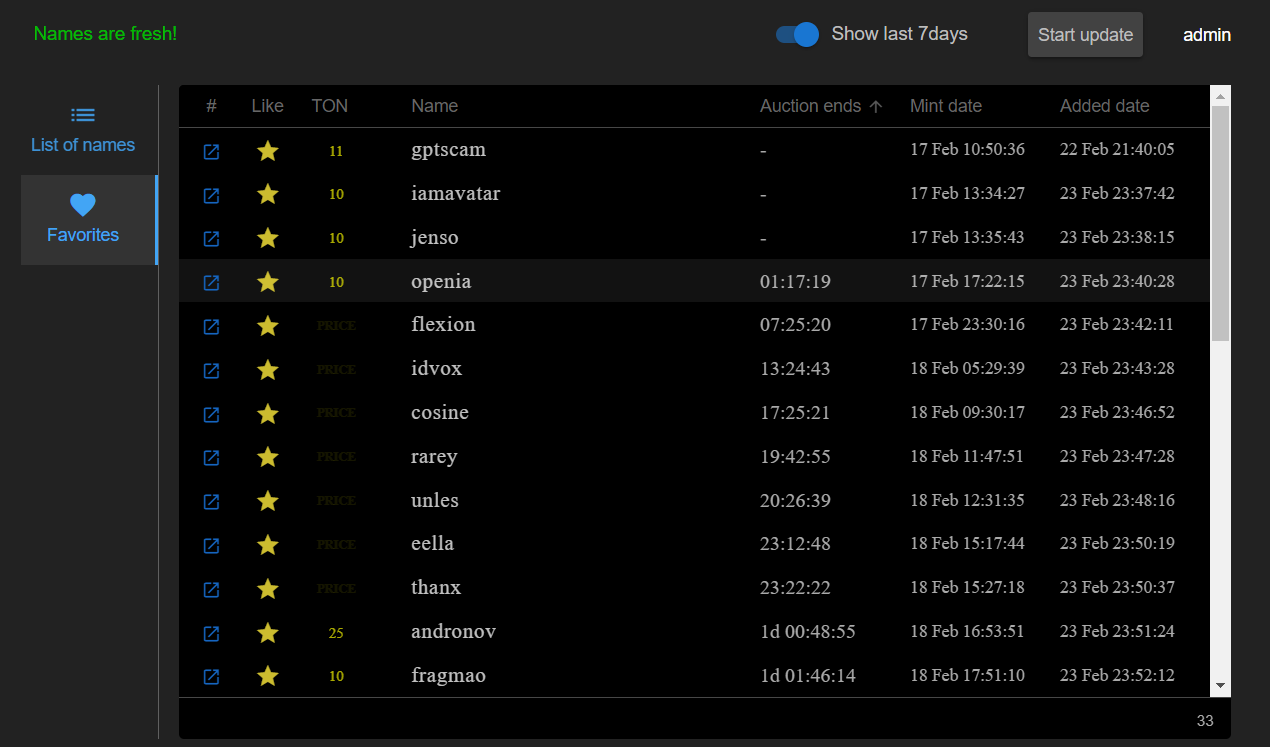 Names are fresh!
Show last 7days
Start update
admin
List of names
Favorites
# Like TON Name Auction ends Mint date Added date
11 gptscam - 17 Feb 10:50:36 22 Feb 21:40:05
10 iamavatar - 17 Feb 13:34:27 23 Feb 23:37:42
10 jenso - 17 Feb 13:35:43 23 Feb 23:38:15
10 openia 01:17:19 17 Feb 17:22:15 23 Feb 23:40:28
PRICE flexion 07:25:20 17 Feb 23:30:16 23 Feb 23:42:11
PRICE idvox 13:24:43 18 Feb 05:29:39 23 Feb 23:43:28
PRICE cosine 17:25:21 18 Feb 09:30:17 23 Feb 23:46:52
PRICE rarey 19:42:55 18 Feb 11:47:51 23 Feb 23:47:28
PRICE unles 20:26:39 18 Feb 12:31:35 23 Feb 23:48:16
PRICE eella 23:12:48 18 Feb 15:17:44 23 Feb 23:50:19
PRICE thanx 23:22:22 18 Feb 15:27:18 23 Feb 23:50:37
25 andronov 1d 00:48:55 18 Feb 16:53:51 23 Feb 23:51:24
10 fragmao 1d 01:46:14 18 Feb 17:51:10 23 Feb 23:52:12
33